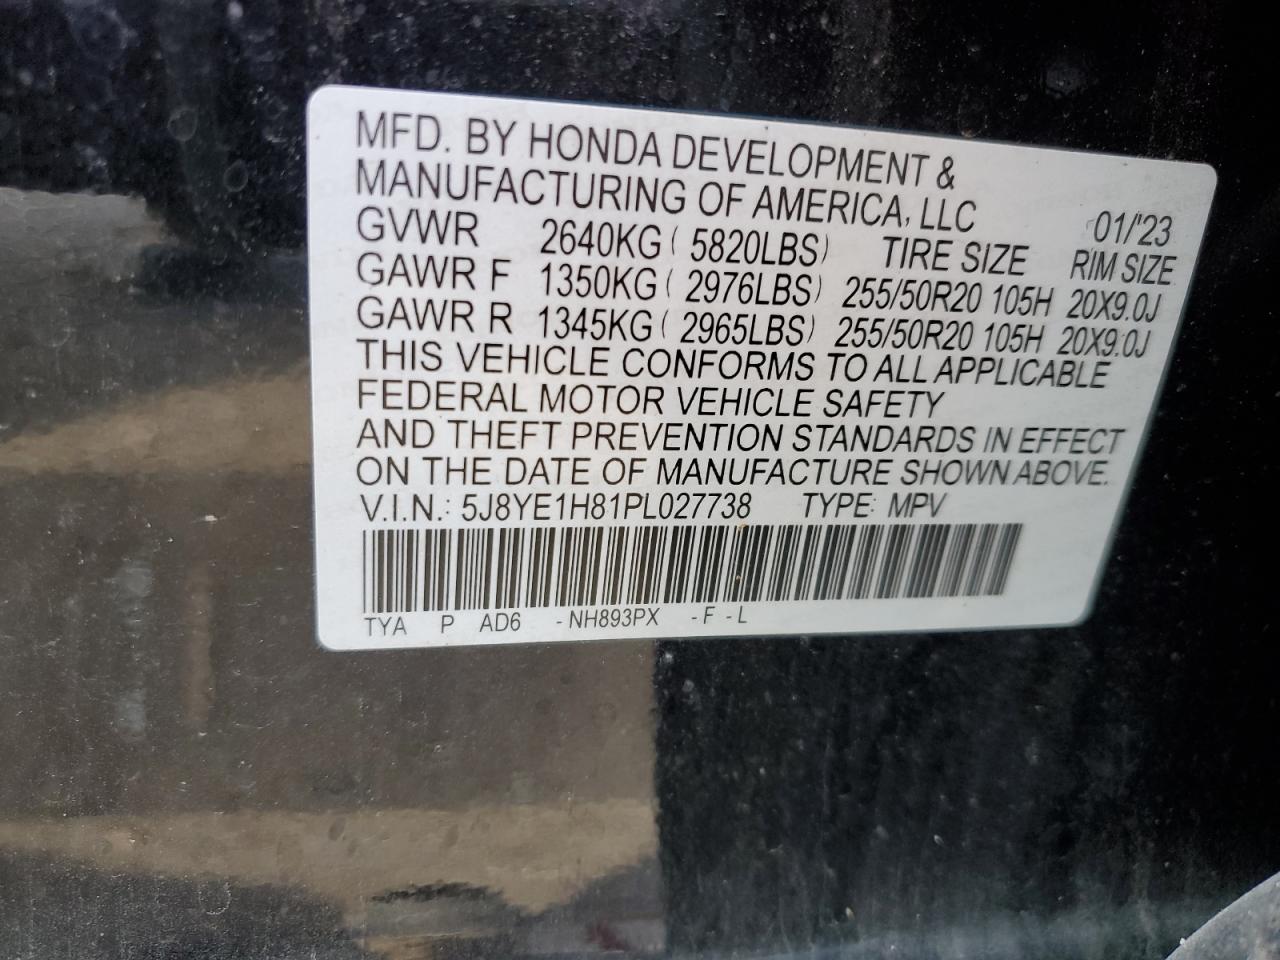 MFD. BY HONDA DEVELOPMENT &
MANUFACTURING OF AMERICA, LLC 01/'23
GVWR 2640KG ( 5820LBS) TIRE SIZE RIM SIZE
GAWR F 1350KG ( 2976LBS) 255/50R20 105H 20X9.0J
GAWR R 1345KG ( 2965LBS) 255/50R20 105H 20X9.0J
THIS VEHICLE CONFORMS TO ALL APPLICABLE
FEDERAL MOTOR VEHICLE SAFETY
AND THEFT PREVENTION STANDARDS IN EFFECT
ON THE DATE OF MANUFACTURE SHOWN ABOVE.
V.I.N.: 5J8YE1H81PL027738 TYPE: MPV
TYA P AD6 -NH893PX -F -L